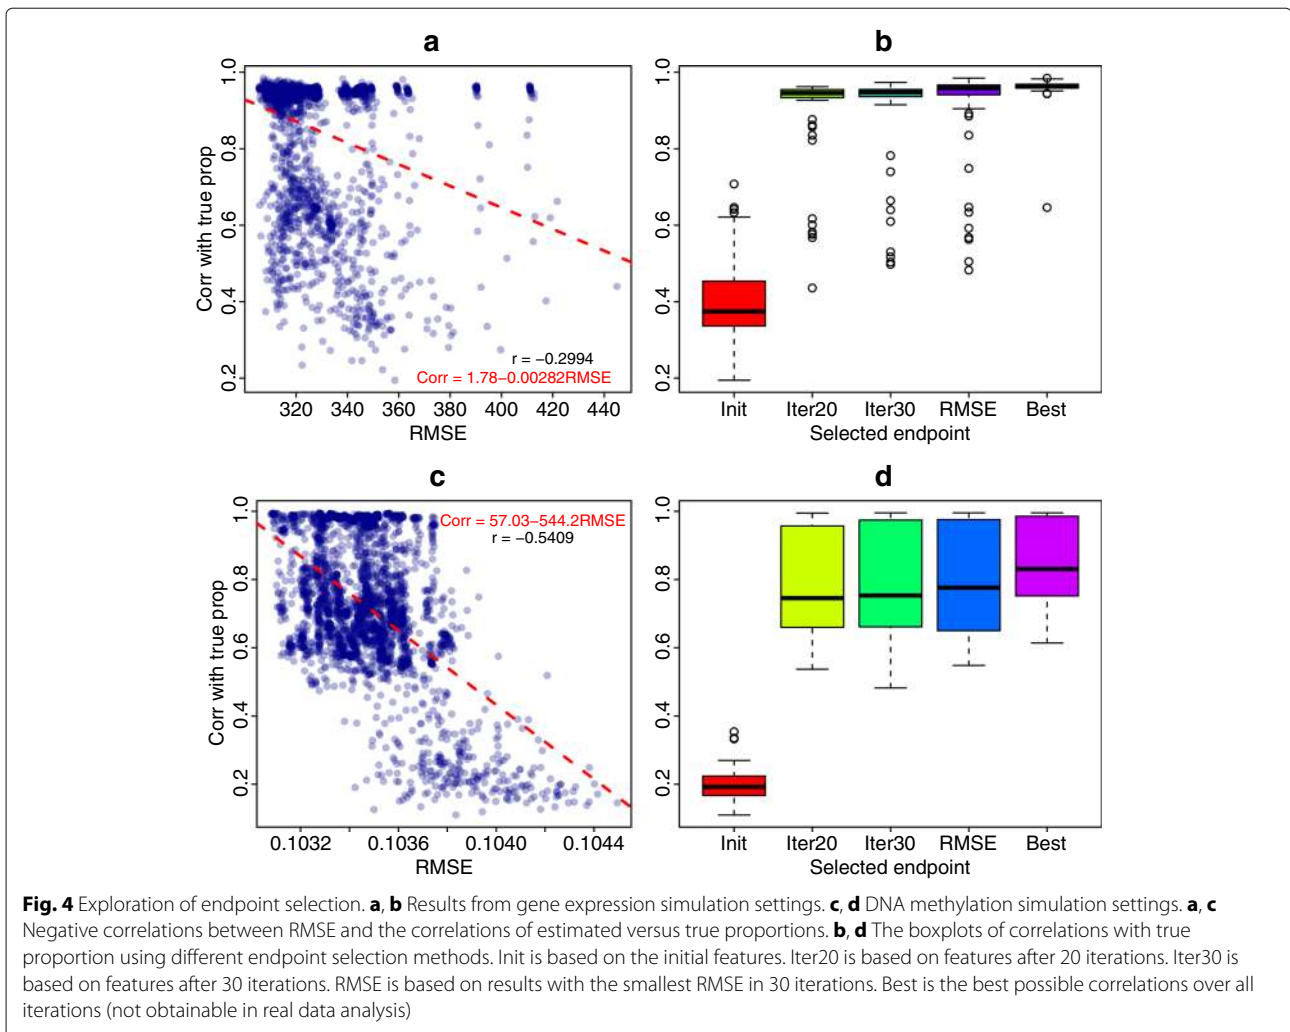 a
Corr with true prop
1.0
0.8
0.6
0.4
0.2
r = −0.2994
Corr = 1.78−0.00282RMSE
320 340 360 380 400 420 440
RMSE
b
1.0
0.8
0.6
0.4
0.2
Init Iter20 Iter30 RMSE Best
Selected endpoint
c
Corr with true prop
1.0
0.8
0.6
0.4
0.2
Corr = 57.03−544.2RMSE
r = −0.5409
0.1032 0.1036 0.1040 0.1044
RMSE
d
1.0
0.8
0.6
0.4
0.2
Init Iter20 Iter30 RMSE Best
Selected endpoint
Fig. 4 Exploration of endpoint selection. a, b Results from gene expression simulation settings. c, d DNA methylation simulation settings. a, c
Negative correlations between RMSE and the correlations of estimated versus true proportions. b, d The boxplots of correlations with true
proportion using different endpoint selection methods. Init is based on the initial features. Iter20 is based on features after 20 iterations. Iter30 is
based on features after 30 iterations. RMSE is based on results with the smallest RMSE in 30 iterations. Best is the best possible correlations over all
iterations (not obtainable in real data analysis)